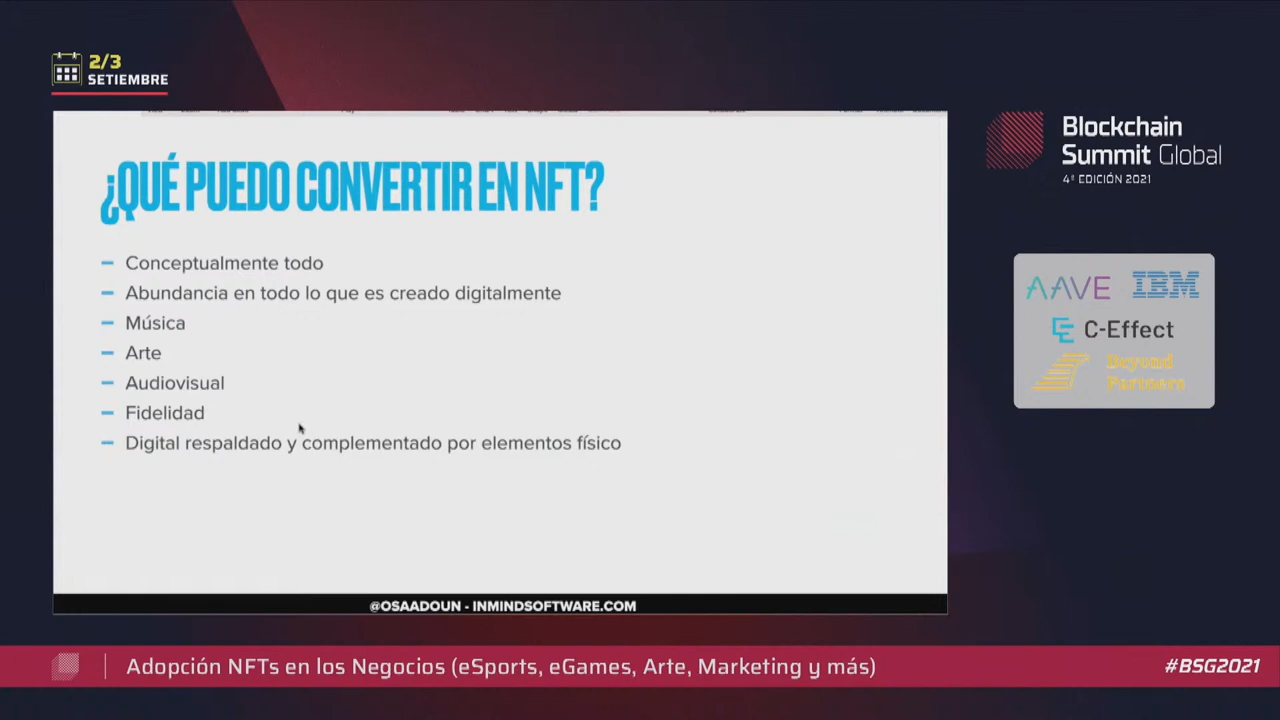 2/3
SETIEMBRE
Blockchain
Summit Global
4ª EDICIÓN 2021
¿QUÉ PUEDO CONVERTIR EN NFT?
Conceptualmente todo
Abundancia en todo lo que es creado digitalmente
Música
Arte
Audiovisual
Fidelidad
Digital respaldado y complementado por elementos físico
AAVE IBM
C-Effect
Beyond
Partners
@OSAADOUN - INMINDSOFTWARE.COM
Adopción NFTs en los Negocios (eSports, eGames, Arte, Marketing y más)
#BSG2021